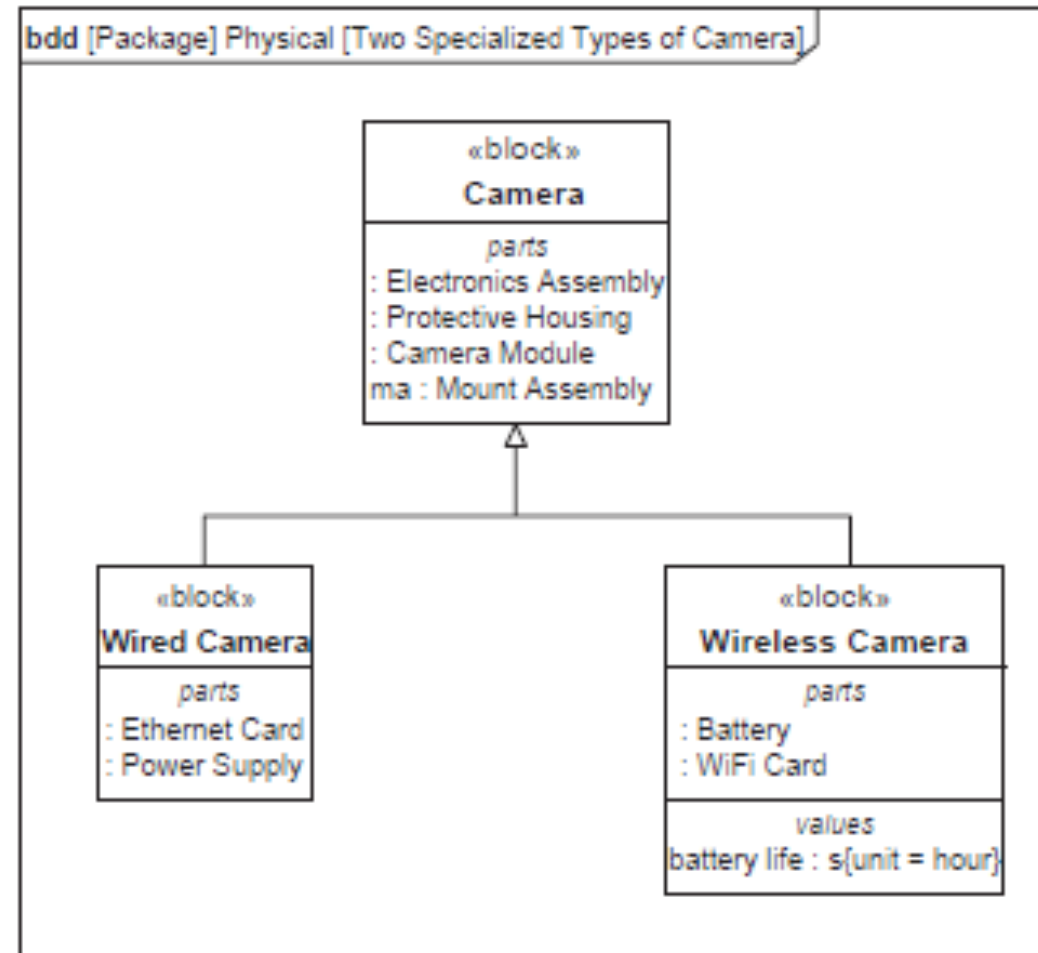 bdd [Package] Physical [Two Specialized Types of Camera]
«block»
Camera
parts
: Electronics Assembly
: Protective Housing
: Camera Module
ma : Mount Assembly
«block»
Wired Camera
parts
: Ethernet Card
: Power Supply
«block»
Wireless Camera
parts
: Battery
: WiFi Card
values
battery life : s{unit = hour}